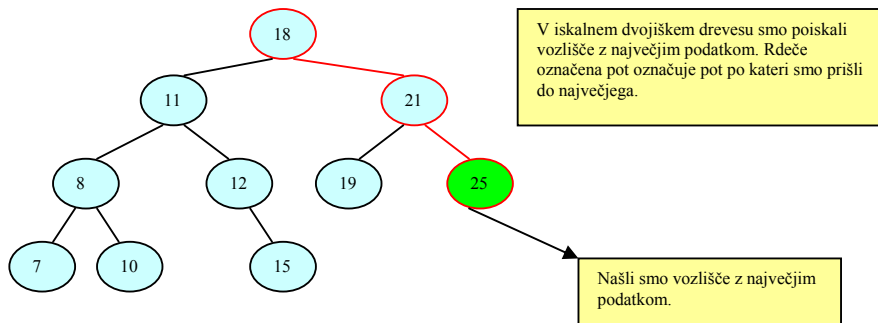 18
V iskalnem dvojiškem drevesu smo poiskali
vozlišče z največjim podatkom. Rdeče
označena pot označuje pot po kateri smo prišli
do največjega.
11
21
8
12
19
25
7
10
15
Našli smo vozlišče z največjim
podatkom.